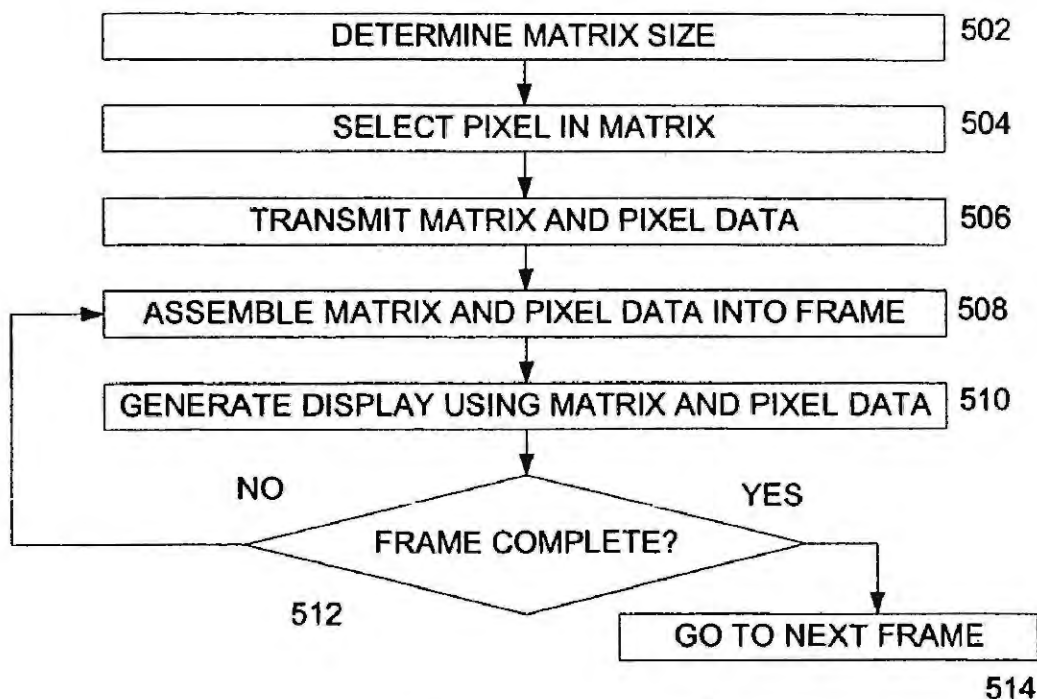 DETERMINE MATRIX SIZE 502
SELECT PIXEL IN MATRIX 504
TRANSMIT MATRIX AND PIXEL DATA 506
ASSEMBLE MATRIX AND PIXEL DATA INTO FRAME 508
GENERATE DISPLAY USING MATRIX AND PIXEL DATA 510
NO YES
FRAME COMPLETE?
512
GO TO NEXT FRAME
514